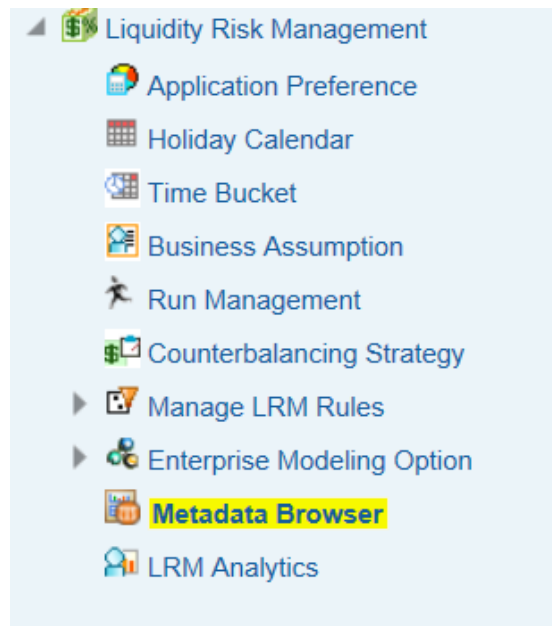 Liquidity Risk Management
Application Preference
Holiday Calendar
Time Bucket
Business Assumption
Run Management
Counterbalancing Strategy
Manage LRM Rules
Enterprise Modeling Option
Metadata Browser
LRM Analytics